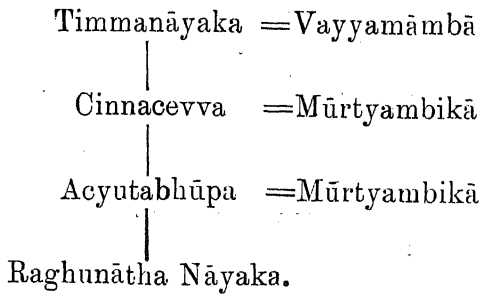 Timmanāyaka =Vayyamāmbā
Cinnacevva =Mūrtyambikā
Acyutabhūpa =Mūrtyambikā
Raghunātha Nāyaka.